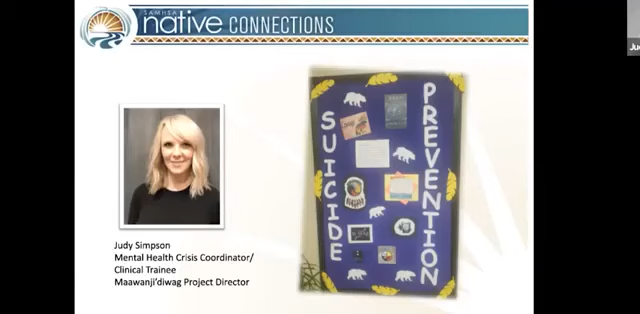 SAMHSA
native CONNECTIONS
SUICIDE
PREVENTION
Judy Simpson
Mental Health Crisis Coordinator/
Clinical Trainee
Maawanji'diwag Project Director